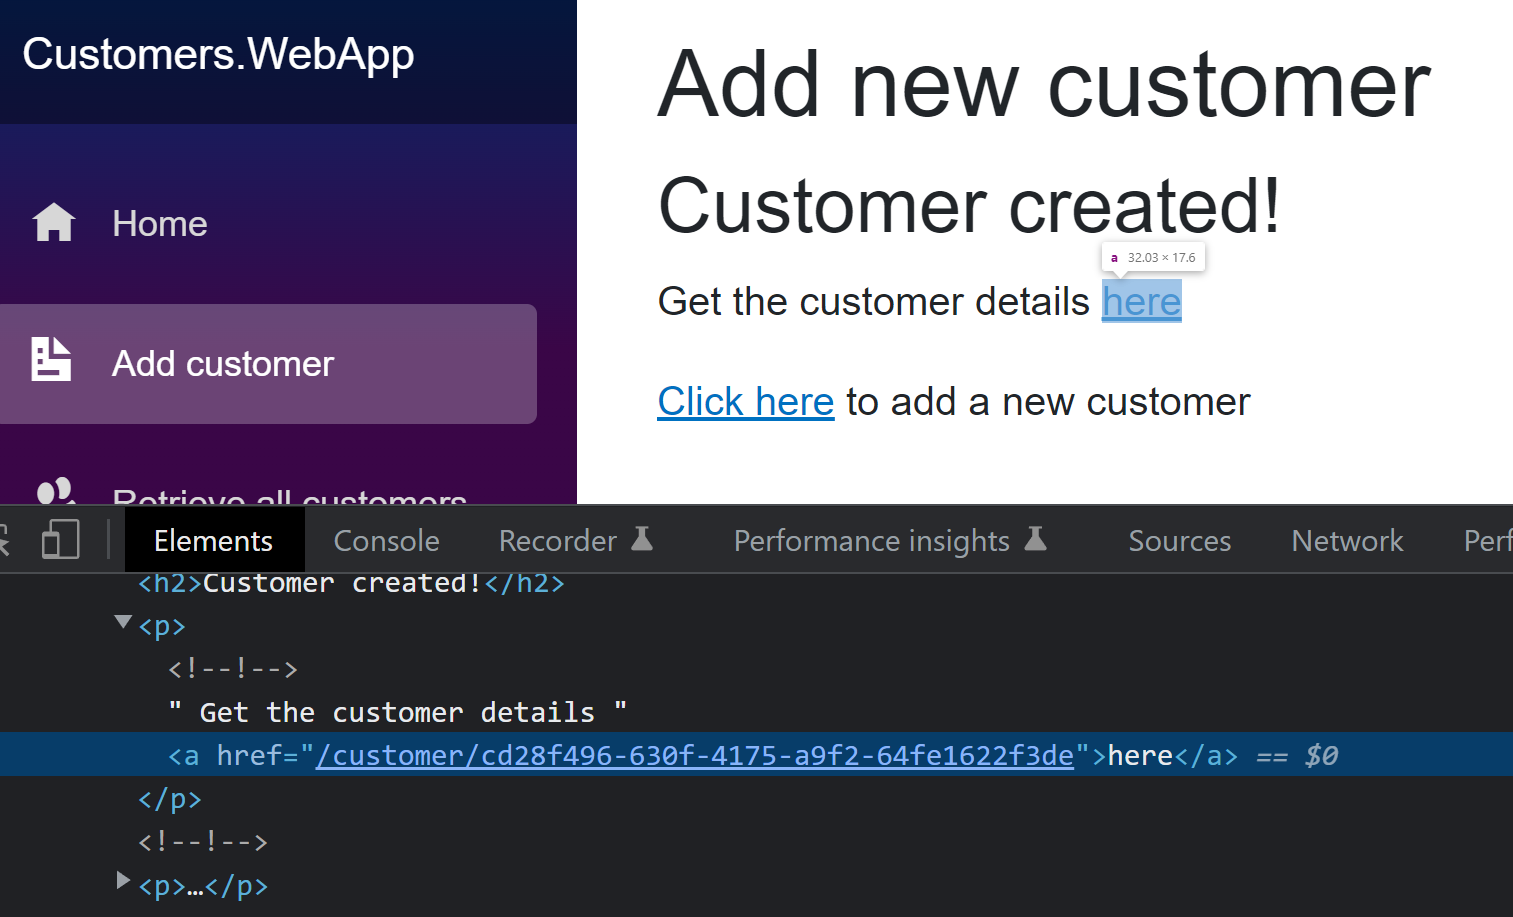 Customers.WebApp
Home
Add customer
Retrieve all customers
Add new customer
Customer created!
a 32.03 × 17.6
Get the customer details here
Click here to add a new customer
Elements Console Recorder Performance insights Sources Network Perf
<h2>Customer created!</h2>
<p>
<!--!-->
" Get the customer details "
<a href="/customer/cd28f496-630f-4175-a9f2-64fe1622f3de">here</a> == $0
</p>
<!--!-->
<p>…</p>